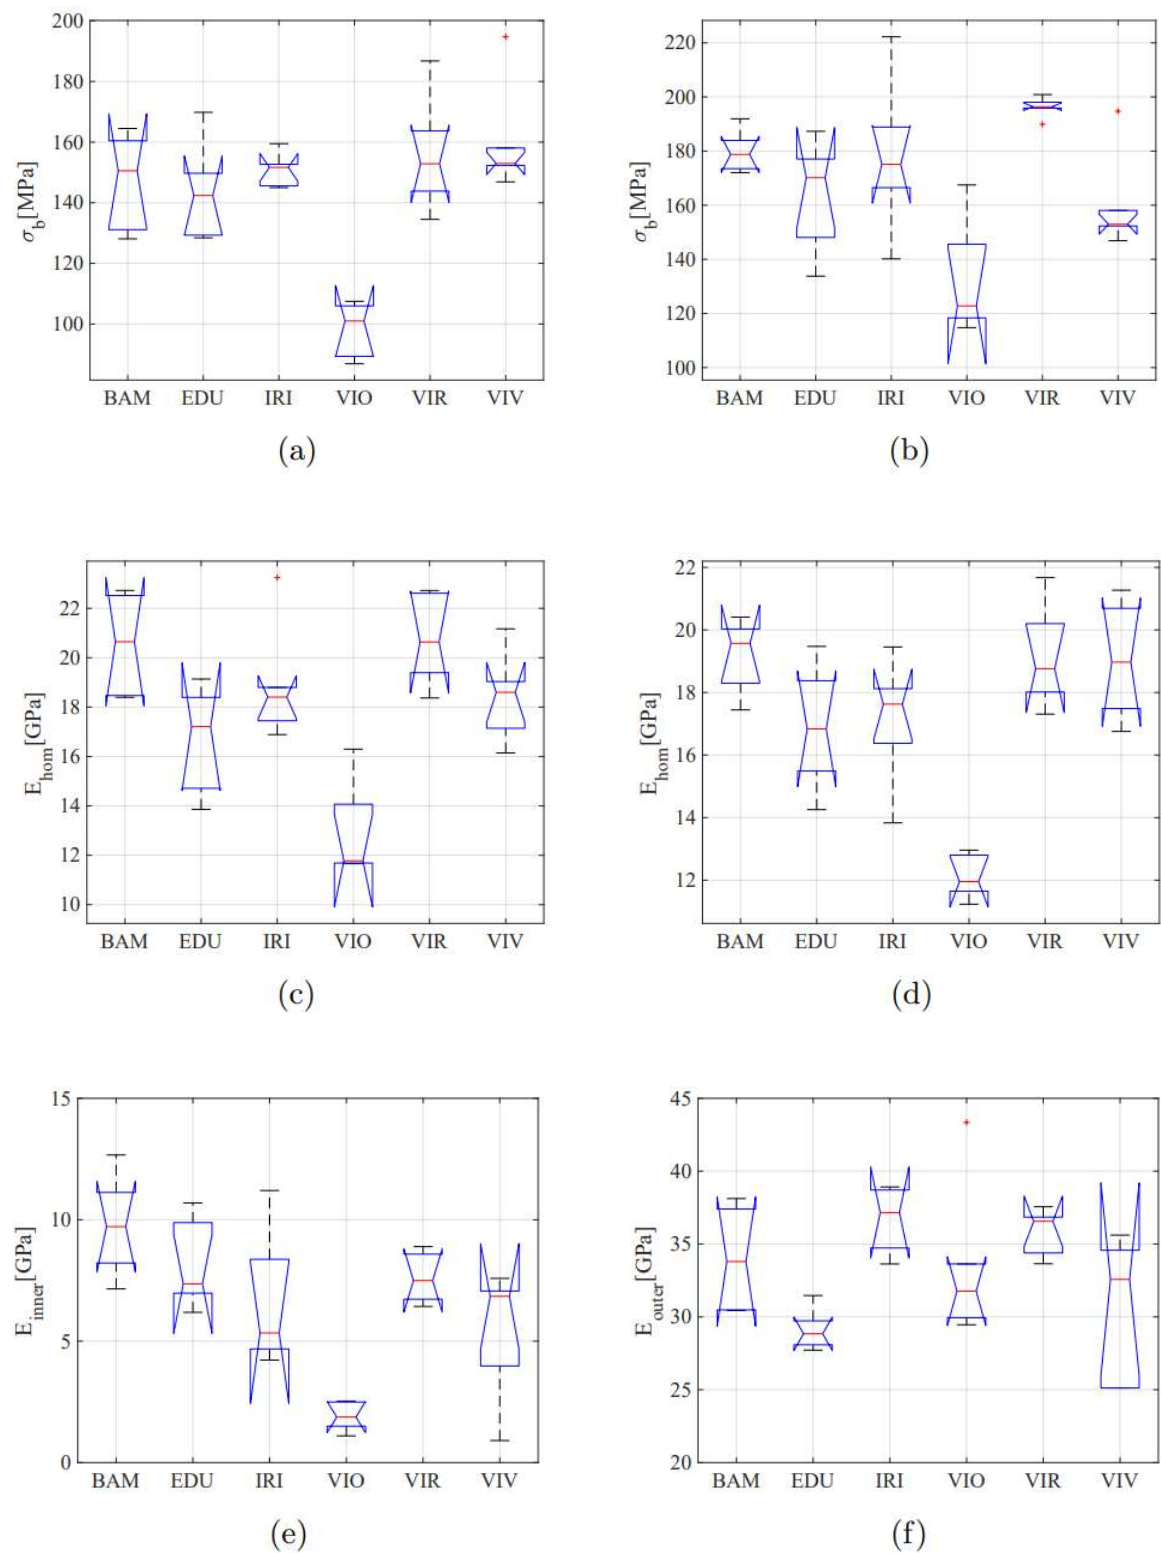 200
180
160
140
120
100
σb[MPa]
BAM EDU IRI VIO VIR VIV
(a)
220
200
180
160
140
120
100
σb[MPa]
BAM EDU IRI VIO VIR VIV
(b)
22
20
18
16
14
12
10
Ehom[GPa]
BAM EDU IRI VIO VIR VIV
(c)
22
20
18
16
14
12
Ehom[GPa]
BAM EDU IRI VIO VIR VIV
(d)
15
10
5
0
Einner[GPa]
BAM EDU IRI VIO VIR VIV
(e)
45
40
35
30
25
20
Eouter[GPa]
BAM EDU IRI VIO VIR VIV
(f)